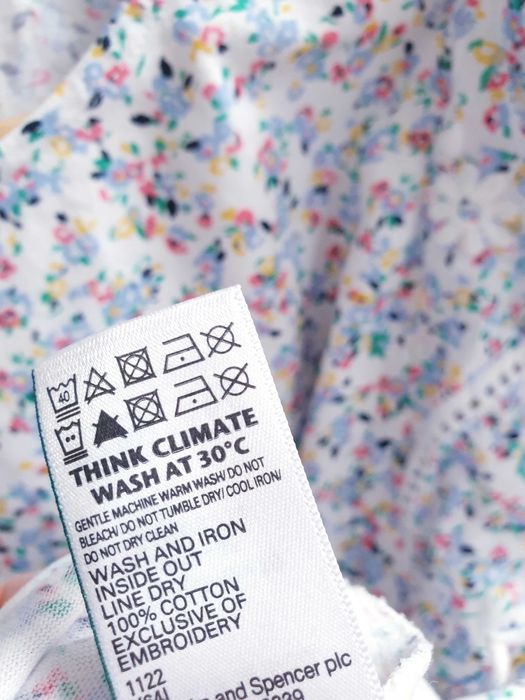 40
THINK CLIMATE
WASH AT 30°C
GENTLE MACHINE WARM WASH/ DO NOT
BLEACH/ DO NOT TUMBLE DRY/ COOL IRON/
DO NOT DRY CLEAN
WASH AND IRON
INSIDE OUT
LINE DRY
100% COTTON
EXCLUSIVE OF
EMBROIDERY
1122
and Spencer plc